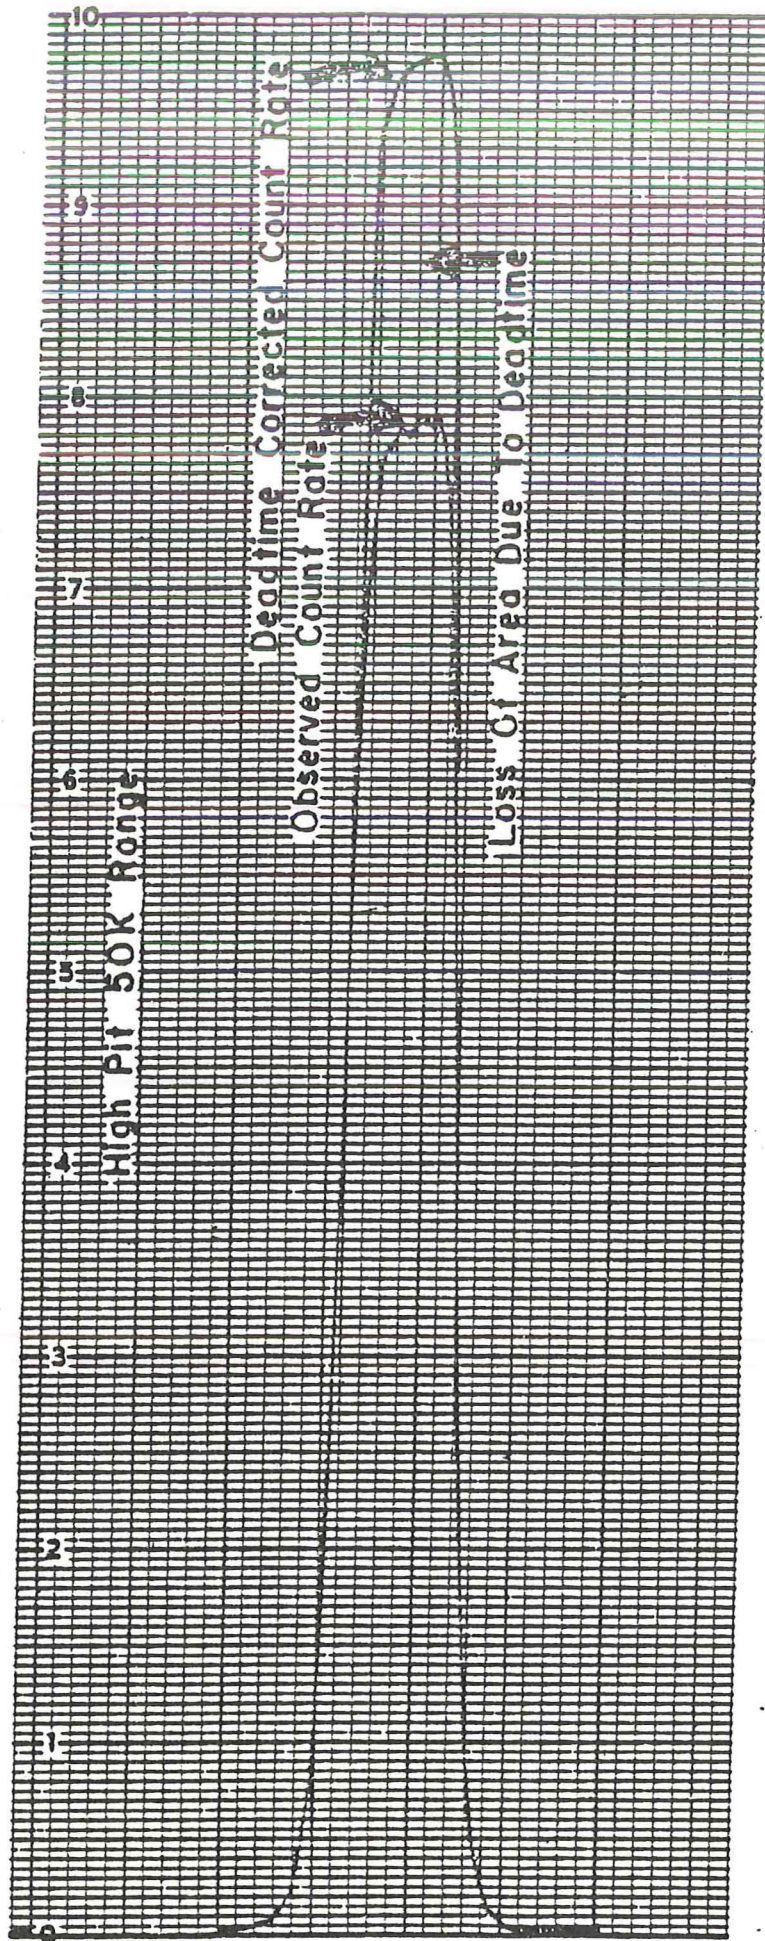 10
9
8
7
6
5
4
3
2
1
0
Deadtime Corrected Count Rate
Observed Count Rate
Loss Of Area Due To Deadtime
High Pit 50K Range